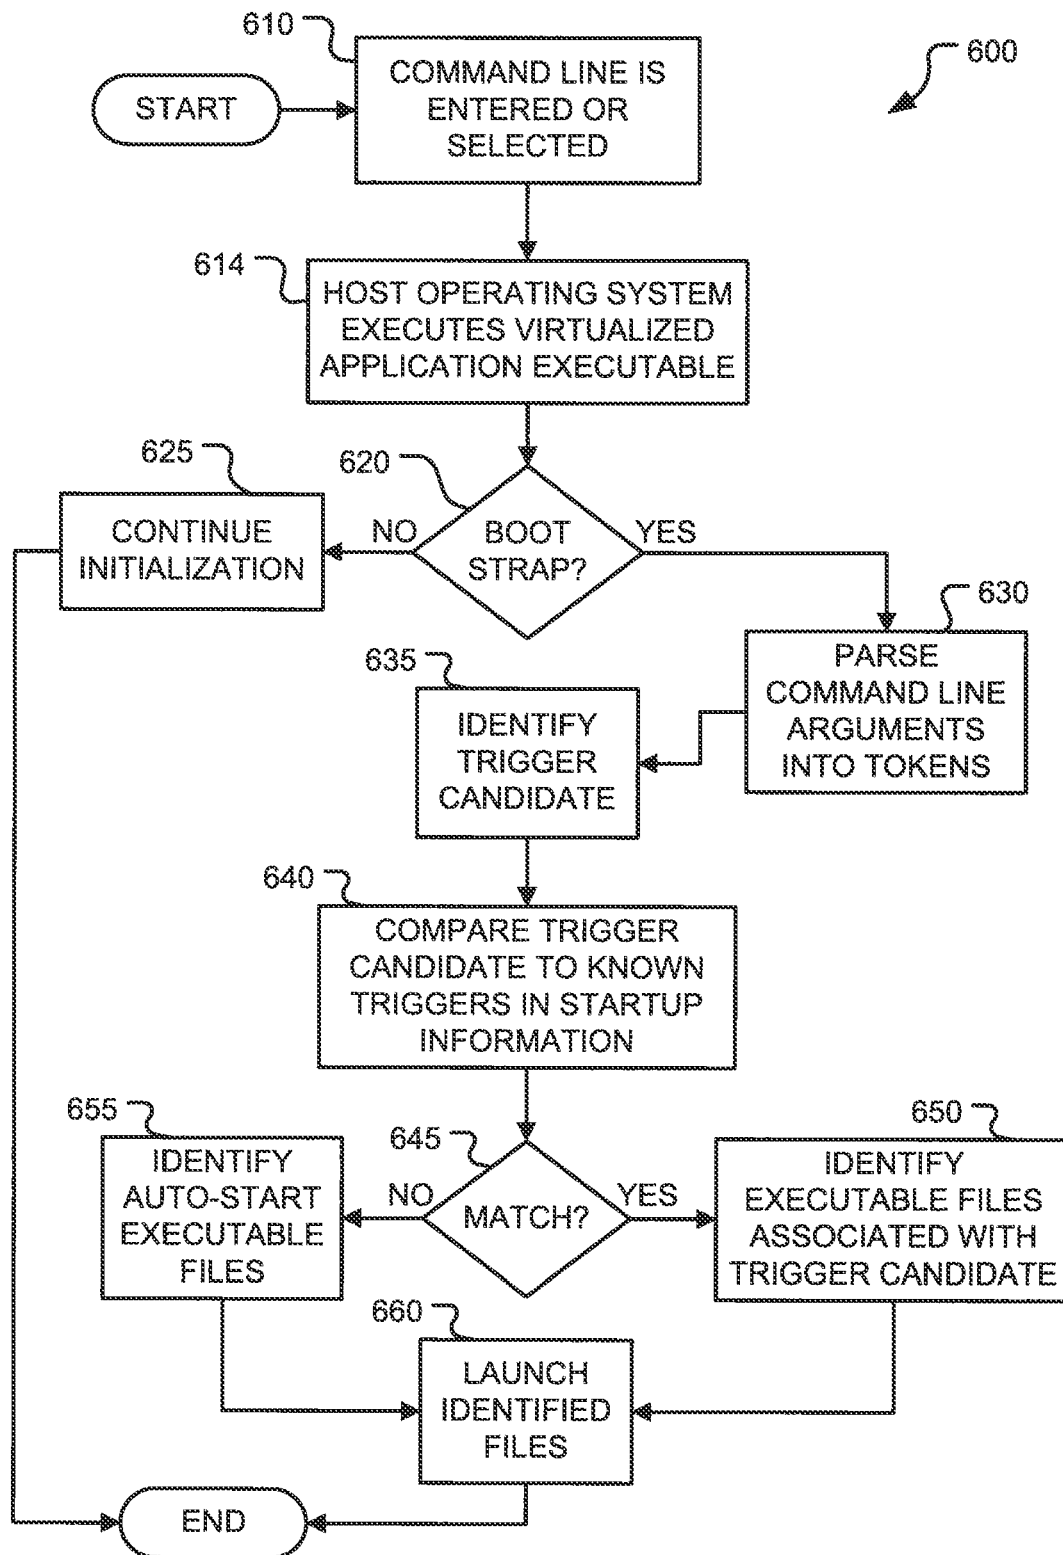 610
600
START
COMMAND LINE IS
ENTERED OR
SELECTED
614
HOST OPERATING SYSTEM
EXECUTES VIRTUALIZED
APPLICATION EXECUTABLE
625
620
CONTINUE
INITIALIZATION
NO
BOOT
STRAP?
YES
630
635
PARSE
COMMAND LINE
ARGUMENTS
INTO TOKENS
IDENTIFY
TRIGGER
CANDIDATE
640
COMPARE TRIGGER
CANDIDATE TO KNOWN
TRIGGERS IN STARTUP
INFORMATION
655
645
650
IDENTIFY
AUTO-START
EXECUTABLE
FILES
NO
MATCH?
YES
IDENTIFY
EXECUTABLE FILES
ASSOCIATED WITH
TRIGGER CANDIDATE
660
LAUNCH
IDENTIFIED
FILES
END